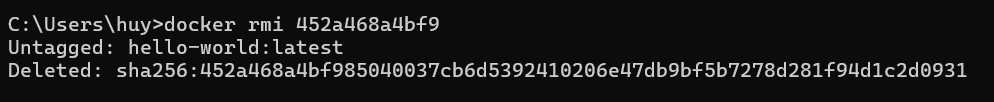 C:\Users\huy>docker rmi 452a468a4bf9
Untagged: hello-world:latest
Deleted: sha256:452a468a4bf985040037cb6d5392410206e47db9bf5b7278d281f94d1c2d0931